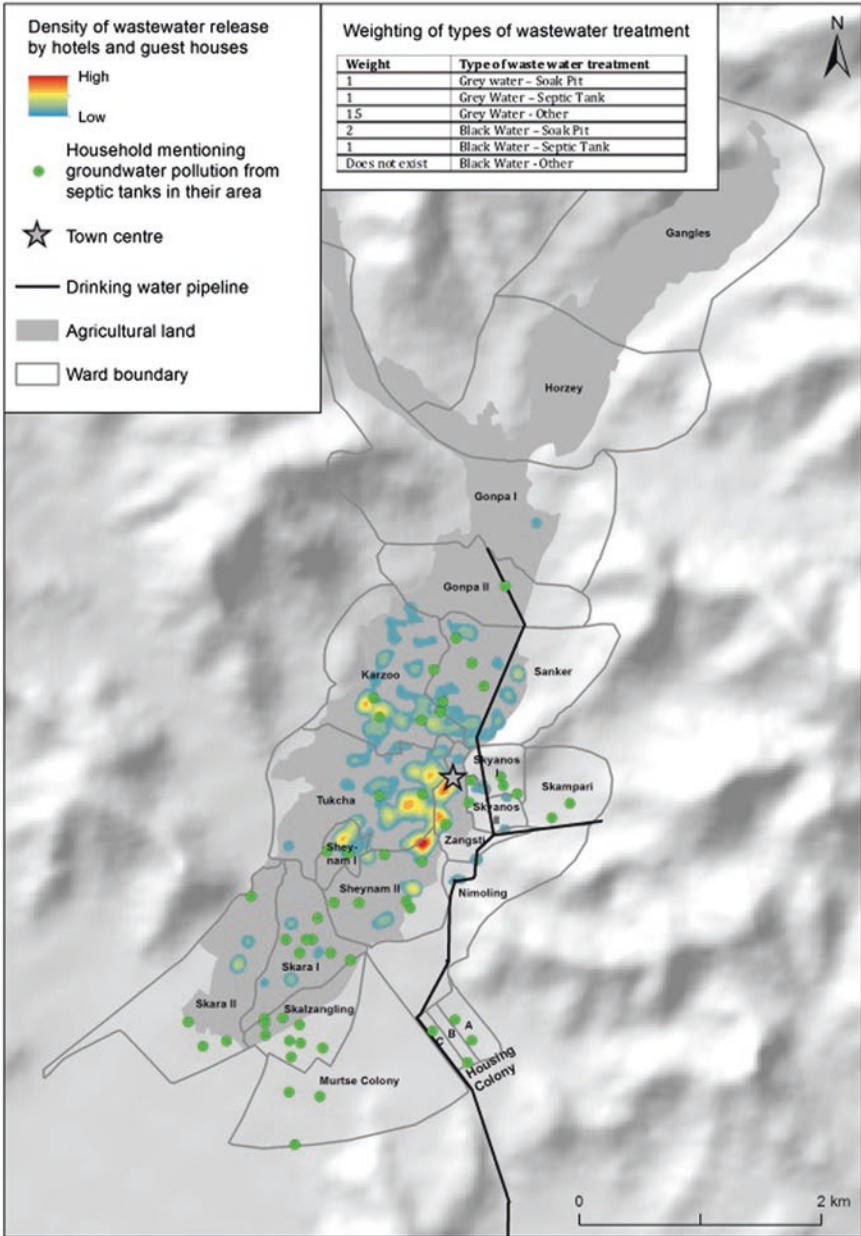 Density of wastewater release
by hotels and guest houses
High
Low
Household mentioning
groundwater pollution from
septic tanks in their area
Town centre
Drinking water pipeline
Agricultural land
Ward boundary
Weighting of types of wastewater treatment
Weight Type of waste water treatment
1 Grey water – Soak Pit
1 Grey Water – Septic Tank
1.5 Grey Water - Other
2 Black Water – Soak Pit
1 Black Water – Septic Tank
Does not exist Black Water - Other
N
Gangles
Horzey
Gonpa I
Gonpa II
Sanker
Karzoo
Skyanos
I
Skampari
Tukcha
Skyanos
II
Zangsti
Shey-
nam I
Sheynam II
Nimoling
Skara I
Skara II
Skalzangling
A
B
C
Housing
Colony
Murtse Colony
0 2 km